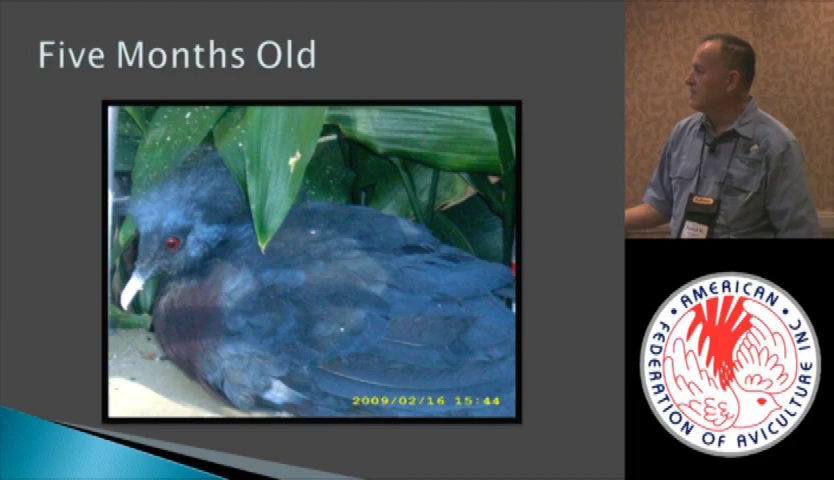 Five Months Old
2009/02/16 15:44
AMERICAN • FEDERATION OF AVICULTURE INC •